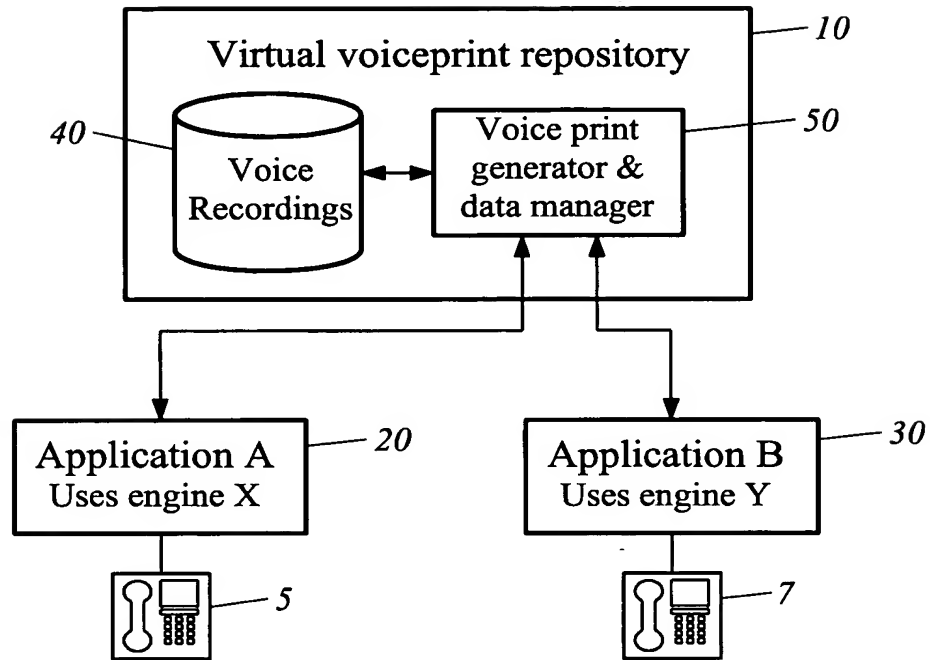 10
Virtual voiceprint repository
40
Voice
Recordings
50
Voice print
generator &
data manager
20
Application A
Uses engine X
30
Application B
Uses engine Y
5
7